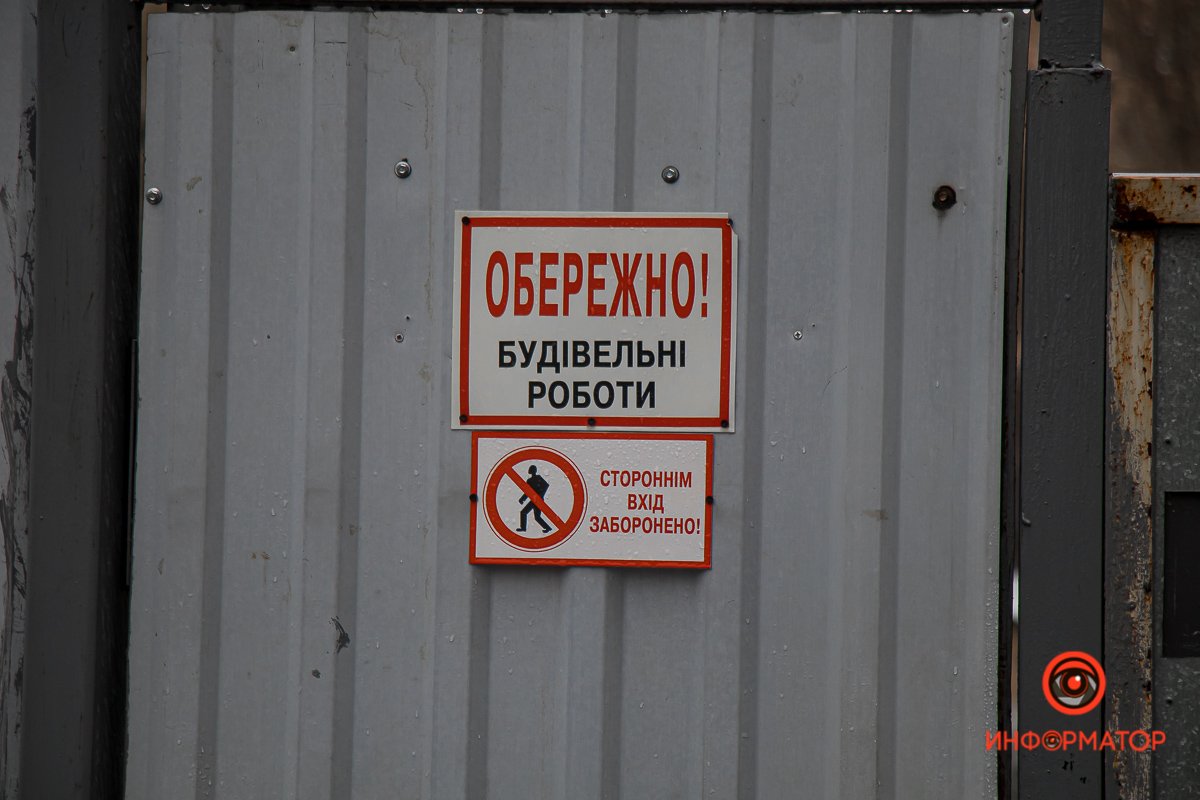 ОБЕРЕЖНО!
БУДІВЕЛЬНІ
РОБОТИ
СТОРОННІМ
ВХІД
ЗАБОРОНЕНО!
ИНФОРМАТОР